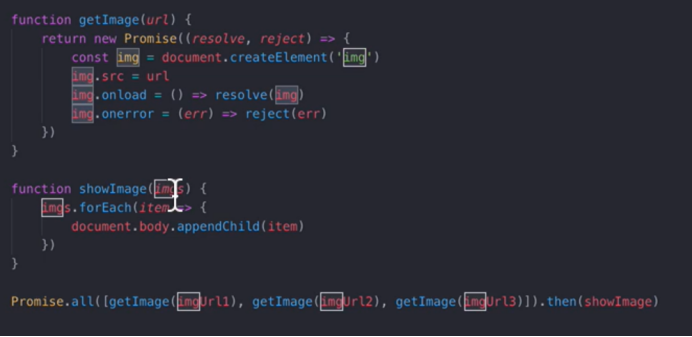 function getImage(url) {
return new Promise((resolve, reject) => {
const img = document.createElement('img')
img.src = url
img.onload = () => resolve(img)
img.onerror = (err) => reject(err)
})
}
function showImage(imgs) {
imgs.forEach(item => {
document.body.appendChild(item)
})
}
Promise.all([getImage(imgUrl1), getImage(imgUrl2), getImage(imgUrl3)]).then(showImage)